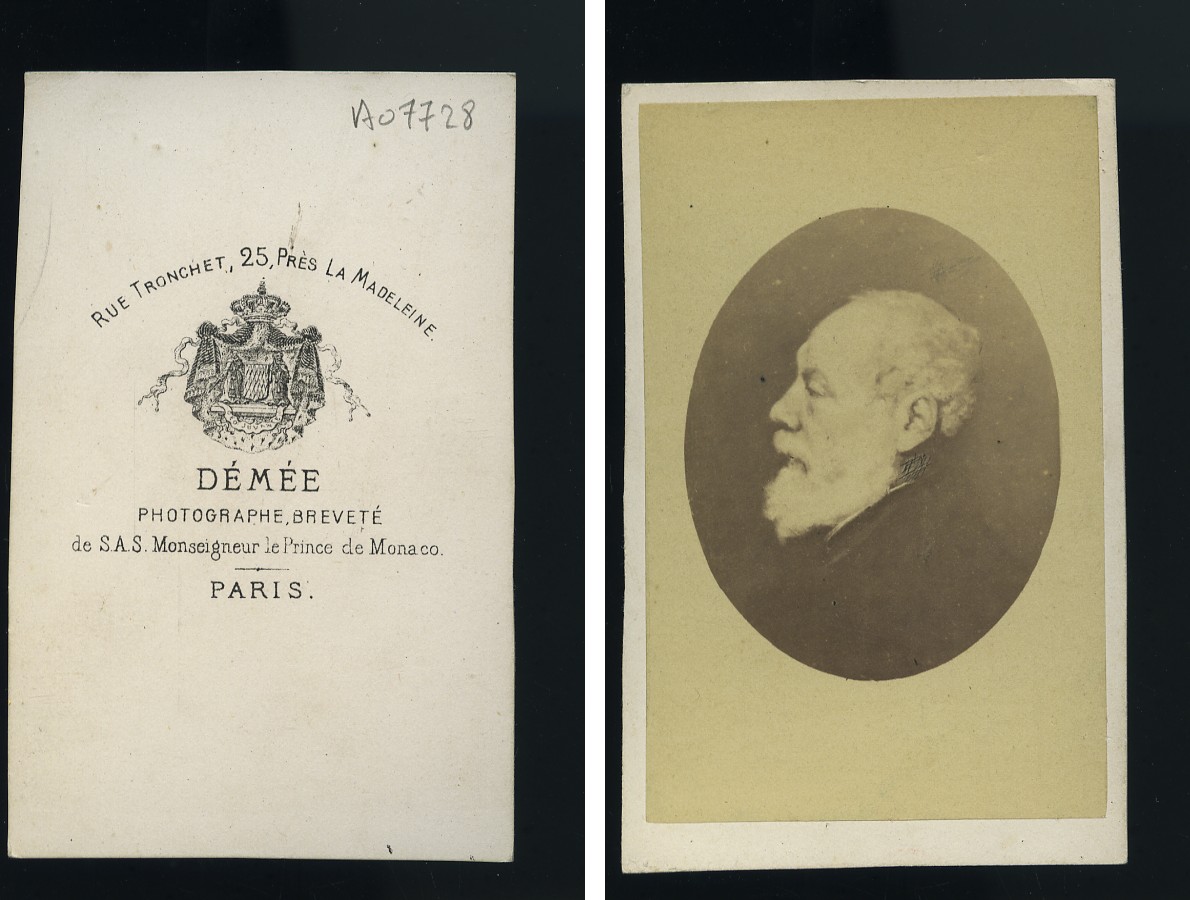 A07728
RUE TRONCHET, 25, PRÈS LA MADELEINE.
DÉMÉE
PHOTOGRAPHE, BREVETÉ
de S.A.S. Monseigneur le Prince de Monaco.
PARIS.